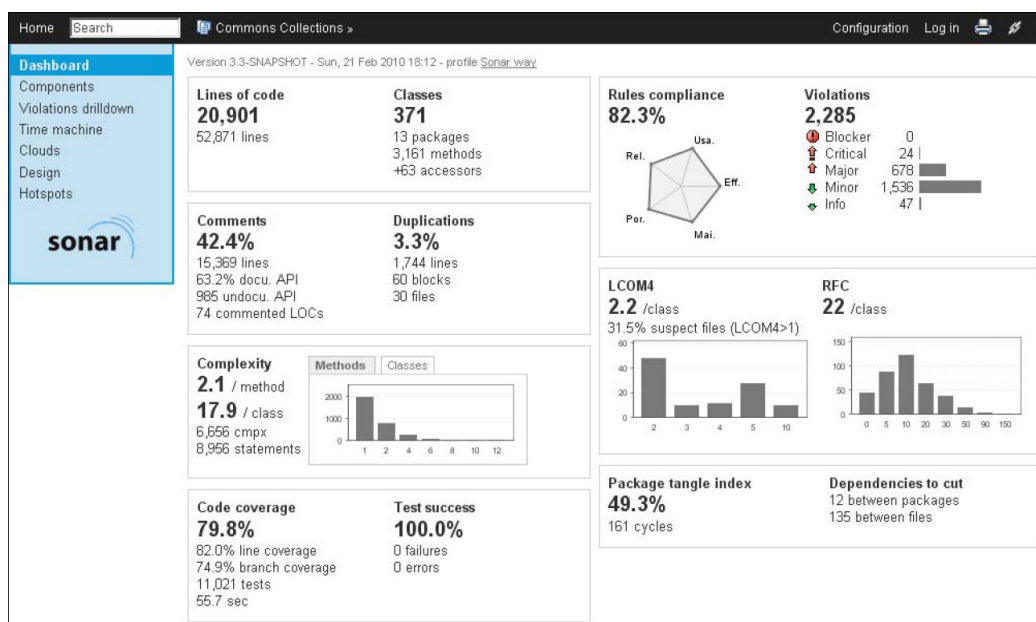 Home Search Commons Collections » Configuration Log in
Dashboard
Components
Violations drilldown
Time machine
Clouds
Design
Hotspots
sonar
Version 3.3-SNAPSHOT - Sun, 21 Feb 2010 18:12 - profile Sonar way
Lines of code
20,901
52,871 lines
Classes
371
13 packages
3,161 methods
+63 accessors
Comments
42.4%
15,369 lines
63.2% docu. API
985 undocu. API
74 commented LOCs
Duplications
3.3%
1,744 lines
60 blocks
30 files
Complexity
2.1 / method
17.9 / class
6,656 cmpx
8,956 statements
Methods Classes
2000
1000
0
1 2 4 6 8 10 12
Code coverage
79.8%
82.0% line coverage
74.9% branch coverage
11,021 tests
55.7 sec
Test success
100.0%
0 failures
0 errors
Rules compliance
82.3%
Usa.
Rel.
Eff.
Por.
Mai.
Violations
2,285
Blocker 0
Critical 24
Major 678
Minor 1,536
Info 47
LCOM4
2.2 /class
31.5% suspect files (LCOM4>1)
60
40
20
0
2 3 4 5 10
RFC
22 /class
150
100
50
0
0 5 10 20 30 50 90 150
Package tangle index
49.3%
161 cycles
Dependencies to cut
12 between packages
135 between files